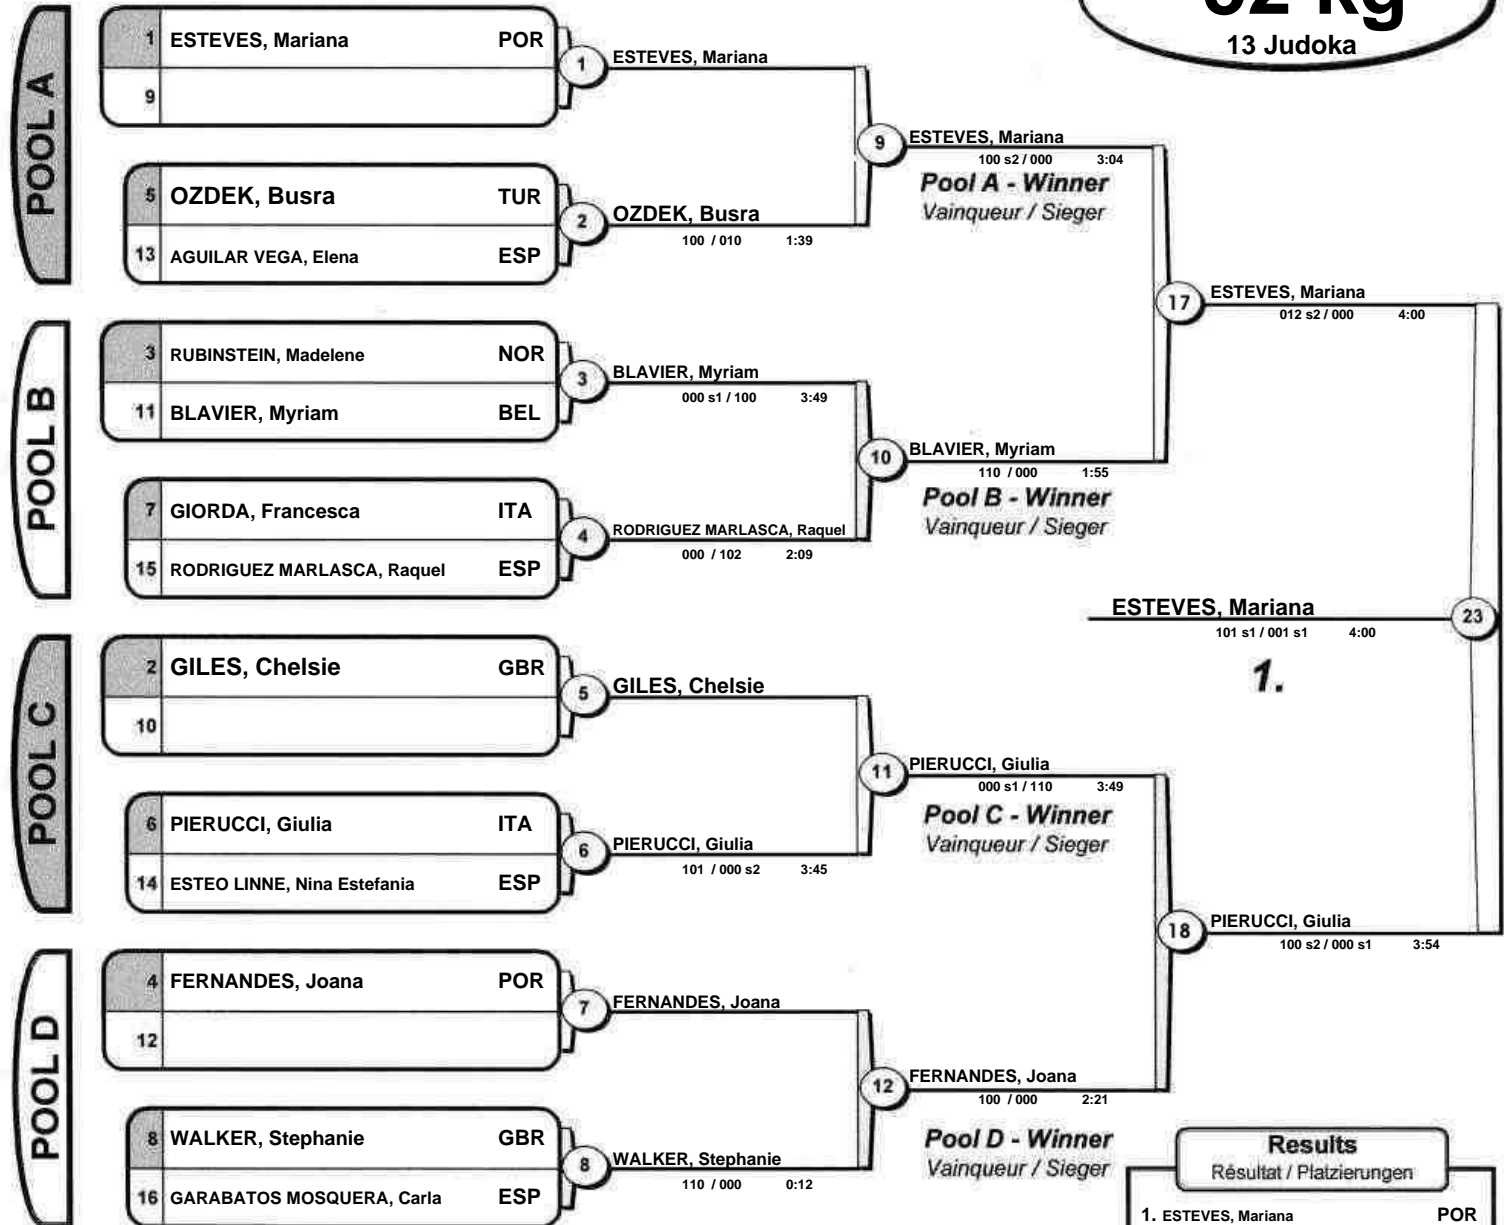 52 kg
13 Judoka
POOL A
1 ESTEVES, Mariana POR
9
5 OZDEK, Busra TUR
13 AGUILAR VEGA, Elena ESP
1 ESTEVES, Mariana
2 OZDEK, Busra
100 / 010 1:39
9 ESTEVES, Mariana
100 s2 / 000 3:04
Pool A - Winner
Vainqueur / Sieger
POOL B
3 RUBINSTEIN, Madelene NOR
11 BLAVIER, Myriam BEL
7 GIORDA, Francesca ITA
15 RODRIGUEZ MARLASCA, Raquel ESP
3 BLAVIER, Myriam
000 s1 / 100 3:49
4 RODRIGUEZ MARLASCA, Raquel
000 / 102 2:09
10 BLAVIER, Myriam
110 / 000 1:55
Pool B - Winner
Vainqueur / Sieger
17 ESTEVES, Mariana
012 s2 / 000 4:00
ESTEVES, Mariana 23
101 s1 / 001 s1 4:00
1.
POOL C
2 GILES, Chelsie GBR
10
6 PIERUCCI, Giulia ITA
14 ESTEO LINNE, Nina Estefania ESP
5 GILES, Chelsie
6 PIERUCCI, Giulia
101 / 000 s2 3:45
11 PIERUCCI, Giulia
000 s1 / 110 3:49
Pool C - Winner
Vainqueur / Sieger
POOL D
4 FERNANDES, Joana POR
12
8 WALKER, Stephanie GBR
16 GARABATOS MOSQUERA, Carla ESP
7 FERNANDES, Joana
8 WALKER, Stephanie
110 / 000 0:12
12 FERNANDES, Joana
100 / 000 2:21
Pool D - Winner
Vainqueur / Sieger
18 PIERUCCI, Giulia
100 s2 / 000 s1 3:54
Results
Résultat / Platzierungen
1. ESTEVES, Mariana POR